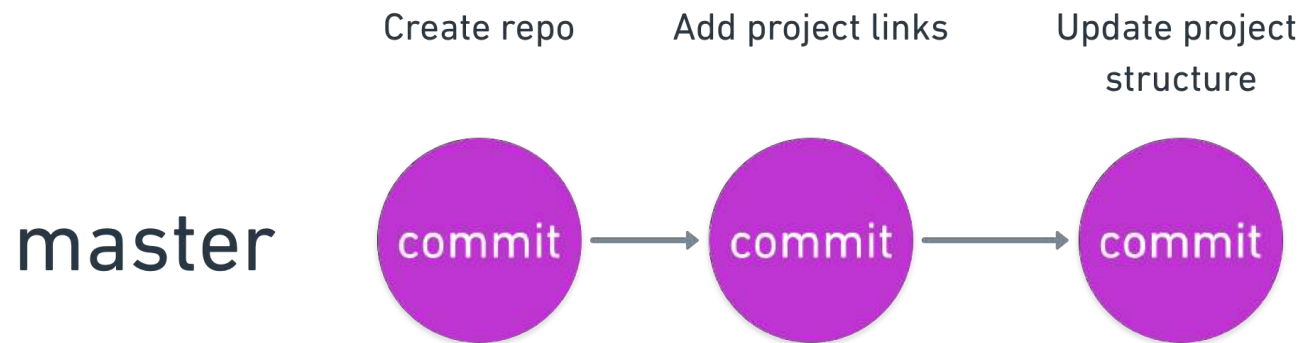 Create repo
Add project links
Update project
structure
master
commit
commit
commit